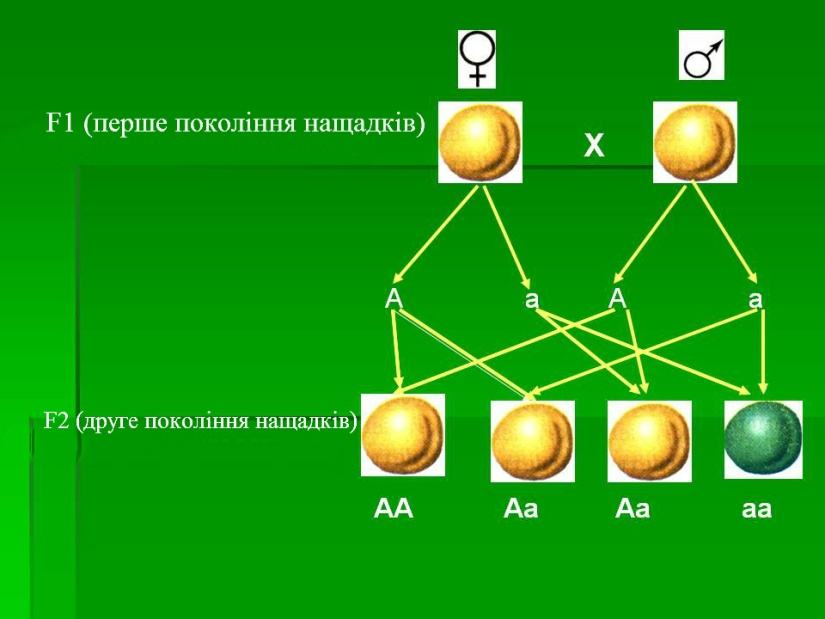 F1 (перше покоління нащадків)
X
A a A a
F2 (друге покоління нащадків)
AA Aa Aa aa